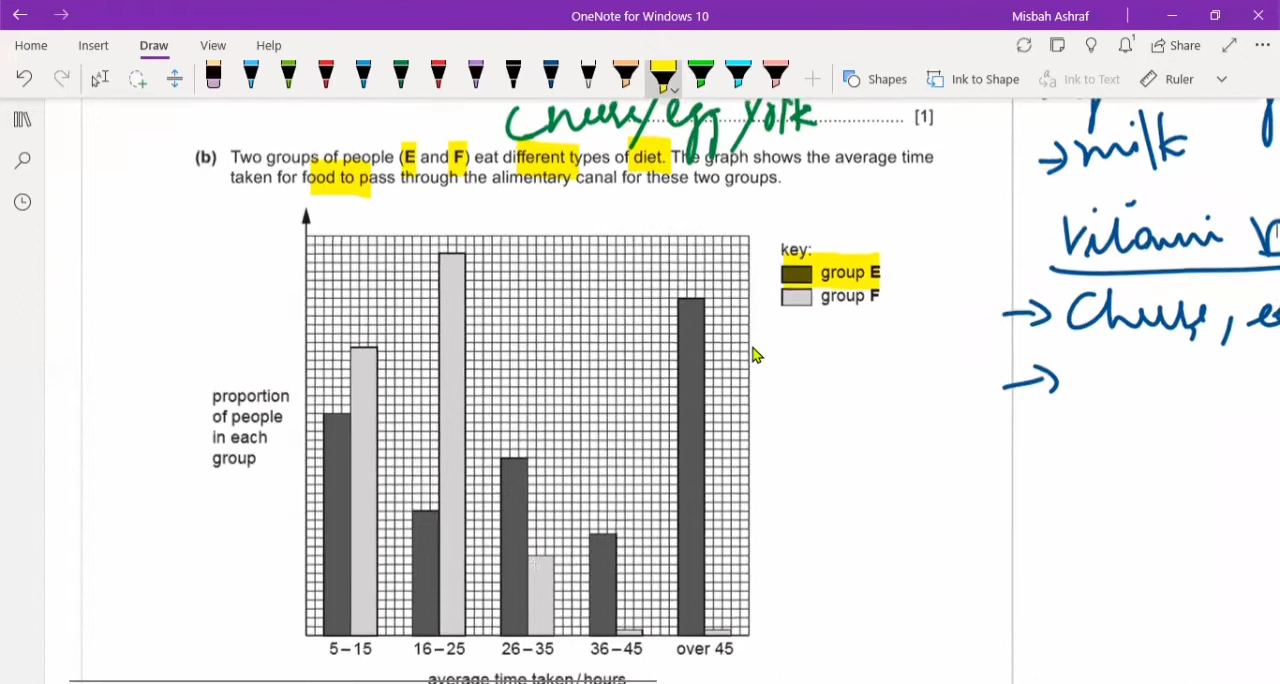 OneNote for Windows 10
Misbah Ashraf
Home Insert Draw View Help
Share
Shapes
Ink to Shape
Ink to Text
Ruler
Cheese/egg york
[1]
(b) Two groups of people (E and F) eat different types of diet. The graph shows the average time
taken for food to pass through the alimentary canal for these two groups.
→ milk
Vitamin D
→ Cheese,
→
key:
group E
group F
proportion
of people
in each
group
5–15 16–25 26–35 36–45 over 45
average time taken/hours